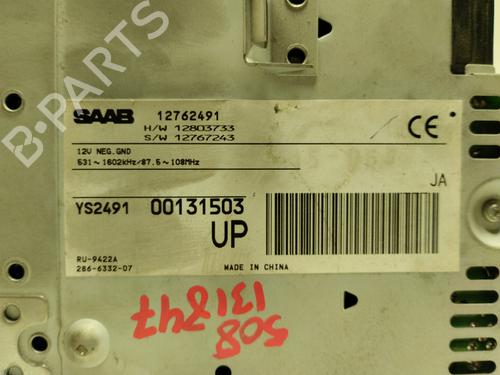 SAAB 12762491
H/W 12803733
S/W 12767243
CE
12V NEG.GND
531~1602kHz/87.5~108MHz
JA
YS2491 00131503
UP
RU-9422A
286-6332-07
MADE IN CHINA
508
131847
B-PARTS